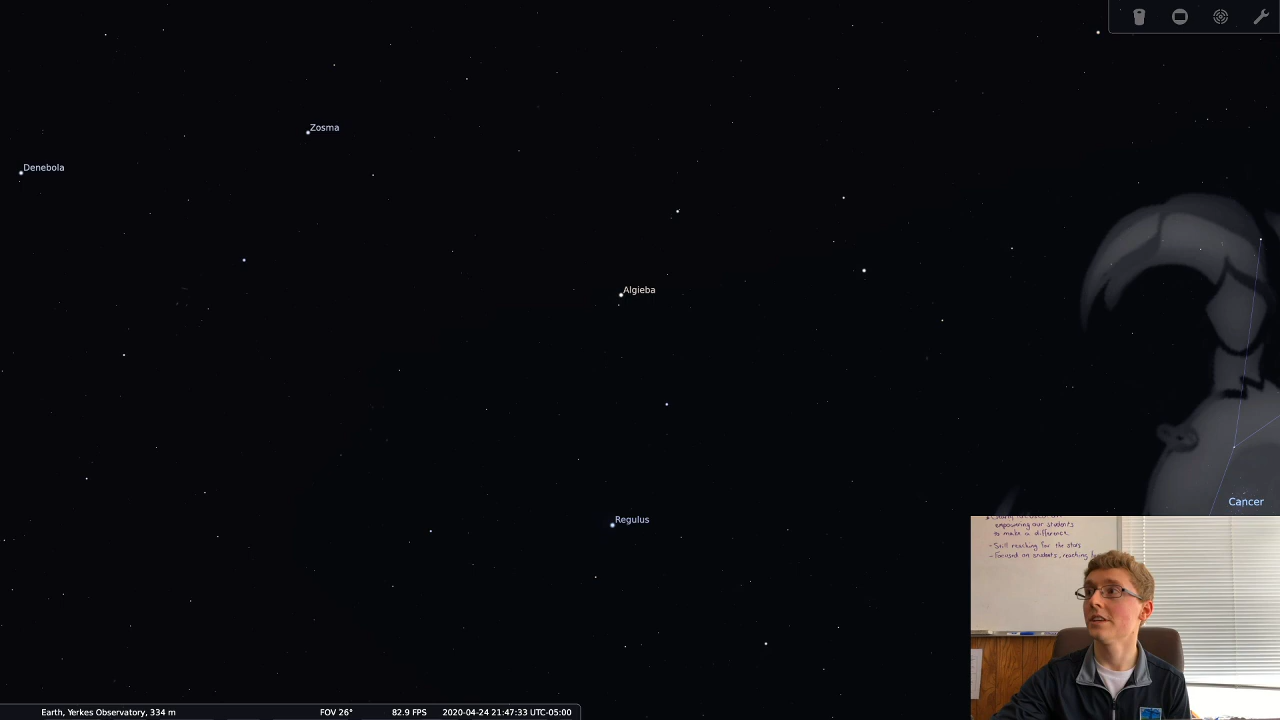 Zosma
Denebola
Algieba
Regulus
Cancer
empowering our students
to make a difference
- Still reaching for the stars
- Focused on students, reaching
Earth, Yerkes Observatory, 334 m
FOV 26°
82.9 FPS
2020-04-24 21:47:33 UTC-05:00